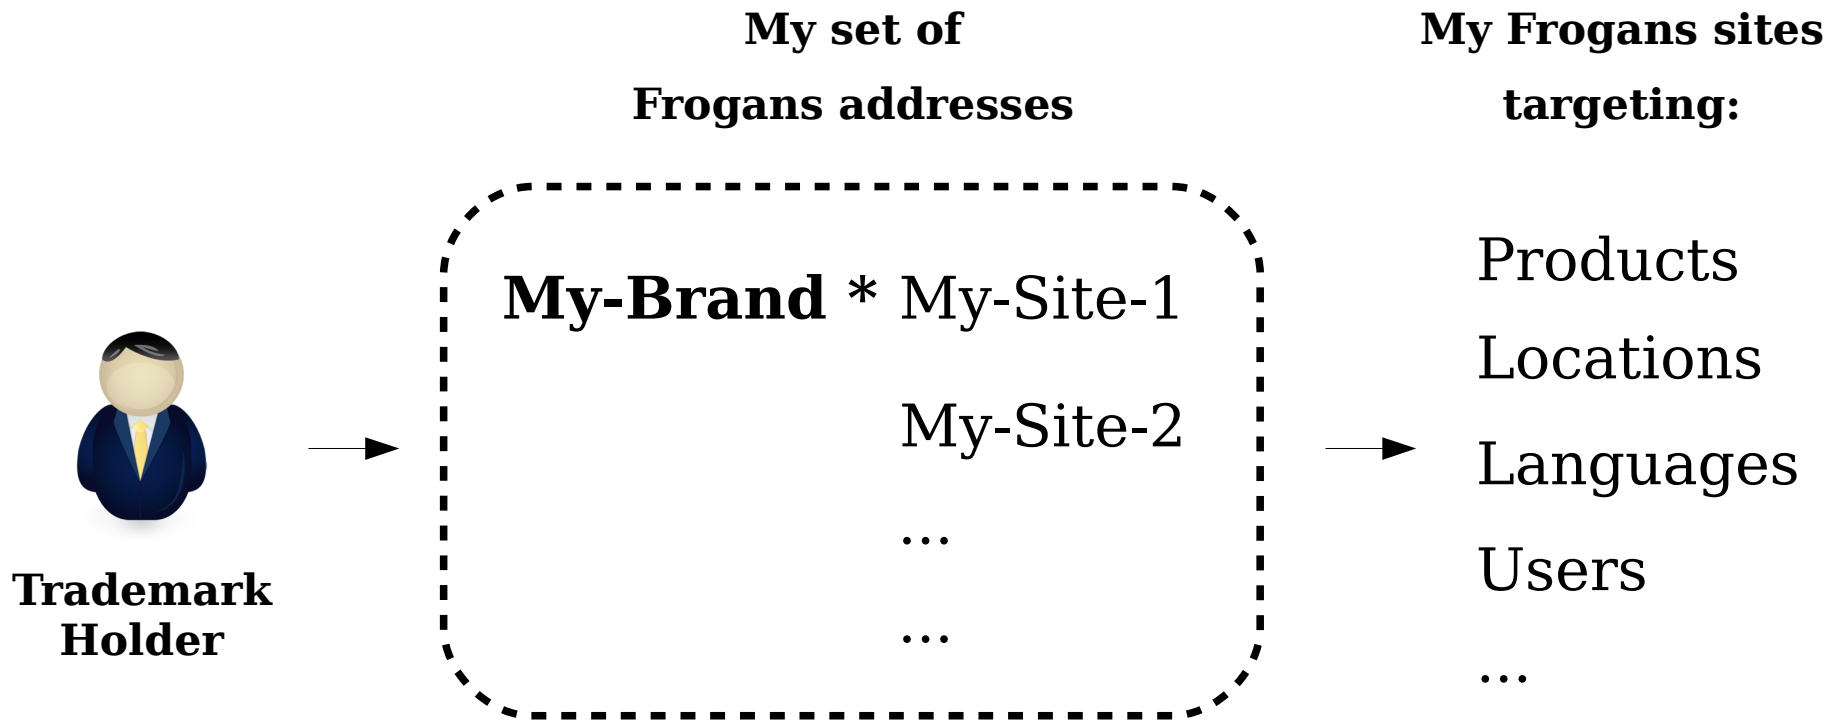 My set of
Frogans addresses
My Frogans sites
targeting:
Trademark
Holder
My-Brand * My-Site-1
My-Site-2
...
...
Products
Locations
Languages
Users
...